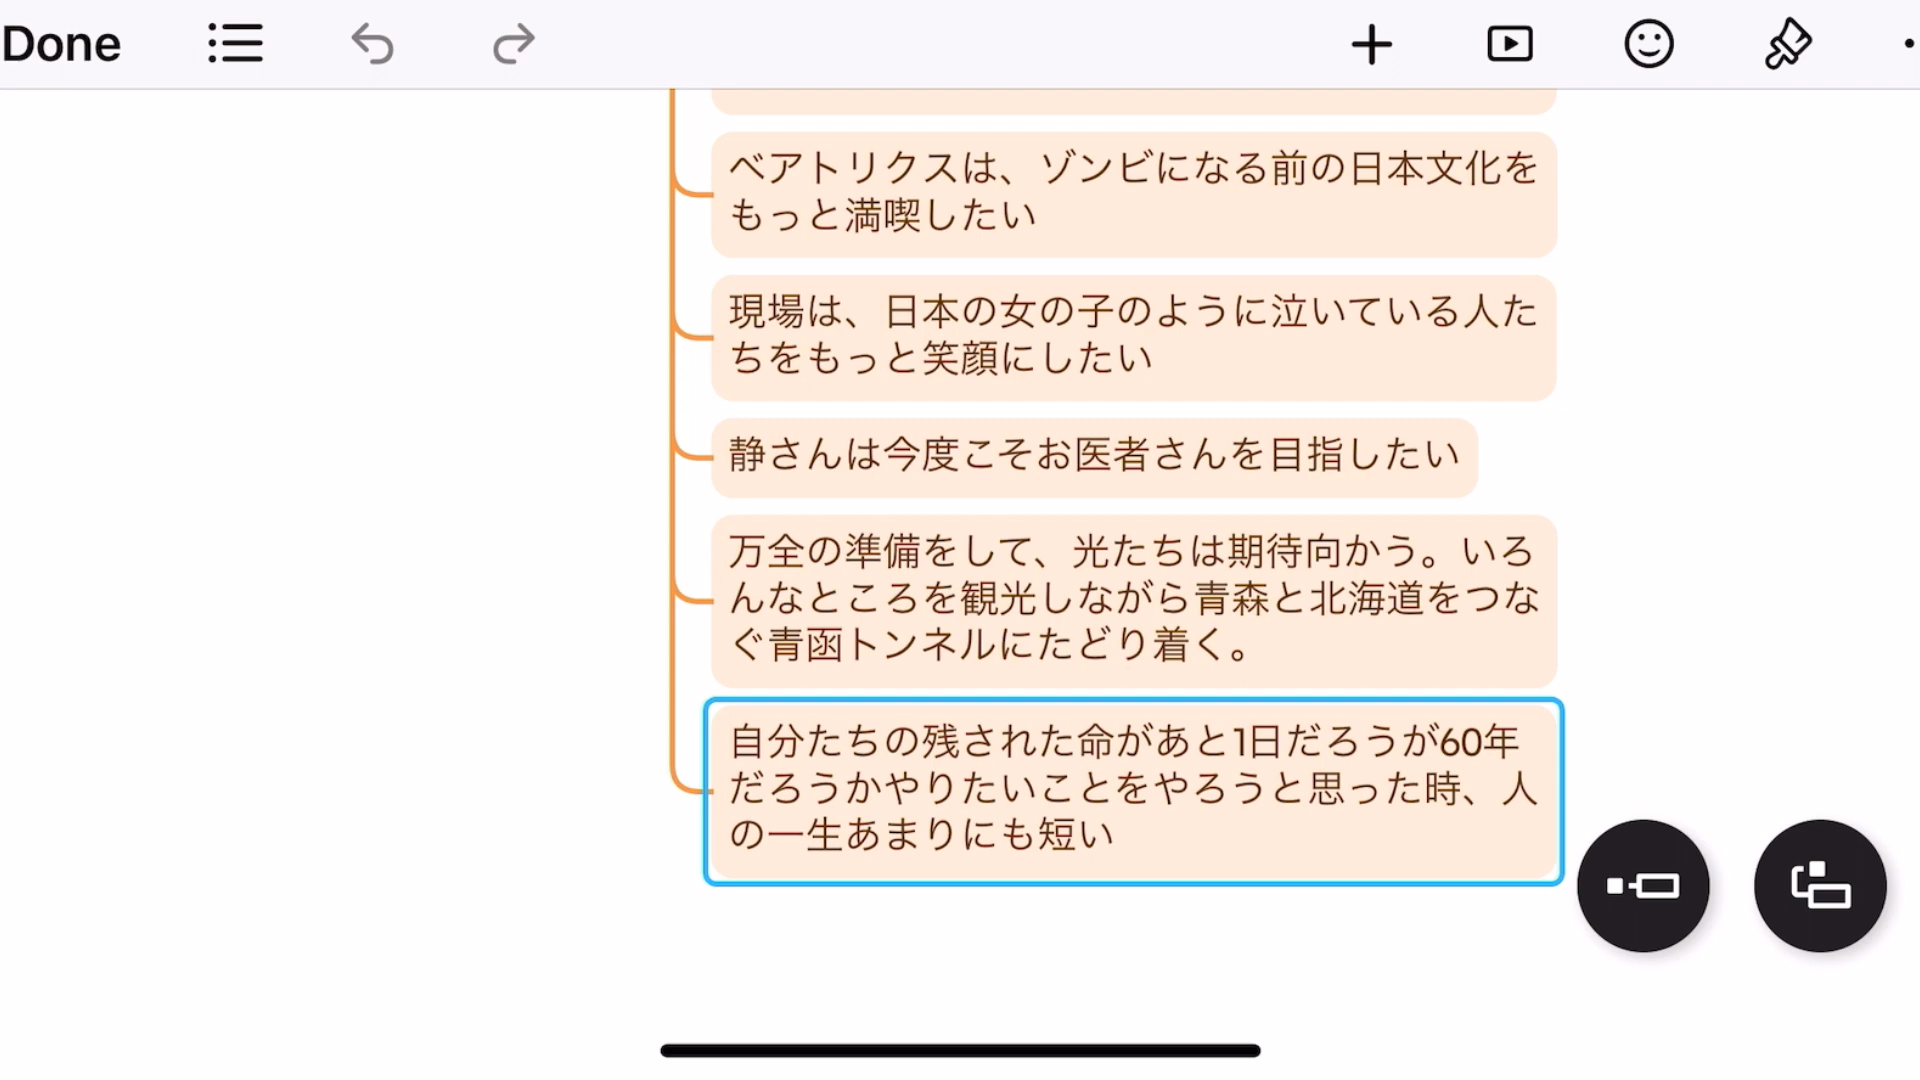 Done
ベアトリクスは、ゾンビになる前の日本文化を
もっと満喫したい
現場は、日本の女の子のように泣いている人た
ちをもっと笑顔にしたい
静さんは今度こそお医者さんを目指したい
万全の準備をして、光たちは期待向かう。いろ
んなところを観光しながら青森と北海道をつな
ぐ青函トンネルにたどり着く。
自分たちの残された命があと1日だろうが60年
だろうかやりたいことをやろうと思った時、人
の一生あまりにも短い